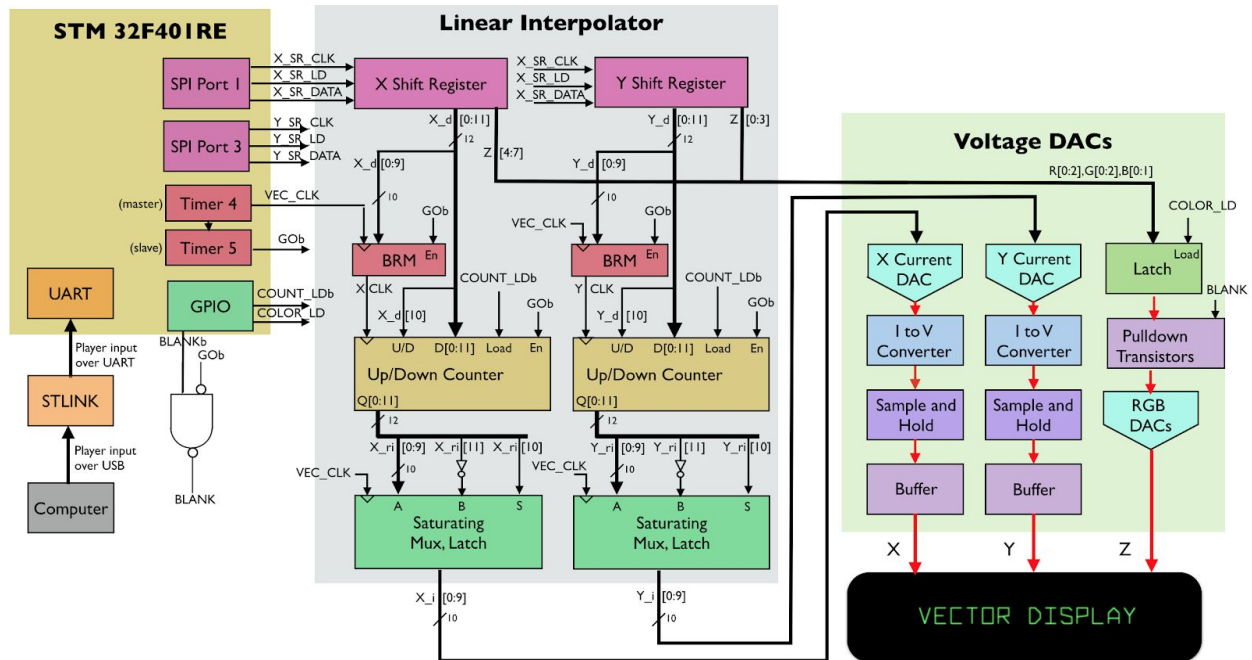 STM 32F401RE
SPI Port 1
X_SR_CLK
X_SR_LD
X_SR_DATA
SPI Port 3
Y_SR_CLK
Y_SR_LD
Y_SR_DATA
(master)
Timer 4
VEC_CLK
(slave)
Timer 5
GOb
UART
GPIO
COUNT_LDb
COLOR_LD
BLANKb
GOb
Player input
over UART
STLINK
Player input
over USB
Computer
BLANK
Linear Interpolator
X Shift Register
X_SR_CLK
X_SR_LD
X_SR_DATA
Y Shift Register
X_d [0:11]
12
Z [4:7]
X_d [0:9]
10
GOb
En
BRM
X CLK
X_d [10]
COUNT_LDb
GOb
U/D D[0:11] Load En
Up/Down Counter
Q[0:11]
12
X_ri [0:9]
10
X_ri [11]
X_ri [10]
VEC_CLK
A B S
Saturating
Mux, Latch
X_i [0:9]
10
Y_d [0:11]
12
Z [0:3]
Y_d [0:9]
10
VEC_CLK
GOb
En
BRM
Y CLK
Y_d [10]
COUNT_LDb
GOb
U/D D[0:11] Load En
Up/Down Counter
Q[0:11]
12
Y_ri [0:9]
10
Y_ri [11]
Y_ri [10]
VEC_CLK
A B S
Saturating
Mux, Latch
Y_i [0:9]
10
Voltage DACs
R[0:2],G[0:2],B[0:1]
COLOR_LD
X Current
DAC
Y Current
DAC
Load
Latch
BLANK
I to V
Converter
I to V
Converter
Pulldown
Transistors
Sample and
Hold
Sample and
Hold
RGB
DACs
Buffer
Buffer
X
Y
Z
VECTOR DISPLAY